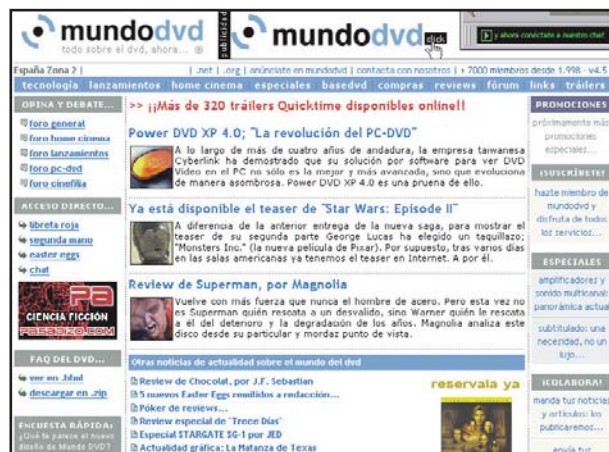 mundodvd
todo sobre el dvd, ahora...
publicidad
mundodvd
click
y ahora conéctate a nuestro chat
España Zona 2 |
| .net | .org | anúnciate en mundodvd | contacta con nosotros | + 7000 miembros desde 1.998 - v4.5
tecnología lanzamientos home cinema especiales basedvd compras reviews fórum links tráilers
OPINA Y DEBATE...
foro general
foro home cinema
foro lanzamientos
foro pc-dvd
foro cinefilia
ACCESO DIRECTO...
libreta roja
segunda mano
easter eggs
chat
PA
CIENCIA FICCIÓN
PASADIZO.COM
FAQ DEL DVD...
ver en .html
descargar en .zip
ENCUESTA RÁPIDA:
¿Qué te parece el nuevo
diseño de Mundo DVD?
>> ¡¡Más de 320 tráilers Quicktime disponibles online!!
Power DVD XP 4.0; "La revolución del PC-DVD"
A lo largo de más de cuatro años de andadura, la empresa taiwanesa
Cyberlink ha demostrado que su solución por software para ver DVD
Video en el PC no sólo es la mejor y más avanzada, sino que evoluciona
de manera asombrosa. Power DVD XP 4.0 es una prueba de ello.
Ya está disponible el teaser de "Star Wars: Episode II"
A diferencia de la anterior entrega de la nueva saga, para mostrar el
teaser de su segunda parte George Lucas ha elegido un taquillazo;
"Monsters Inc." (la nueva película de Pixar). Por supuesto, tras varios días
en las salas americanas ya tenemos el teaser en Internet. A por él.
Review de Superman, por Magnolia
Vuelve con más fuerza que nunca el hombre de acero. Pero esta vez no
es Superman quién rescata a un desvalido, sino Warner quién le rescata
a él del deterioro y la degradación de los años. Magnolia analiza este
disco desde su particular y mordaz punto de vista.
Otras noticias de actualidad sobre el mundo del dvd
Review de Chocolat, por J.F. Sebastian
5 nuevos Easter Eggs remitidos a redacción...
Póker de reviews...
Review especial de "Trece Días"
Especial STARGATE SG-1 por JED
Actualidad gráfica: La Matanza de Texas
reservala ya
PROMOCIONES
próximamente más
promociones
especiales...
¡SUSCRÍBETE!
hazte miembro de
mundodvd y
disfruta de todos
los servicios...
ESPECIALES
amplificadores y
sonido multicanal:
panorámica actual
subtitulado: una
necesidad, no un
lujo...
¡COLABORA!
manda tus noticias
y artículos: los
publicaremos...
envía tus